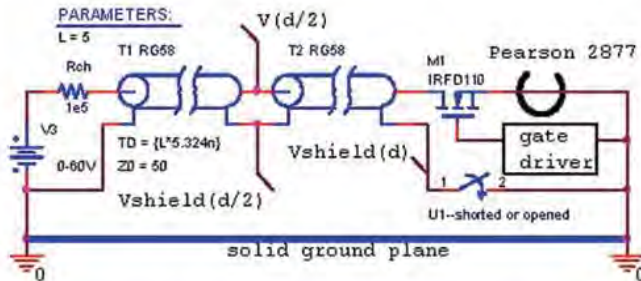 PARAMETERS:
L = 5
V(d/2)
T1 RG58
T2 RG58
M1
IRFD110
Pearson 2877
Rch
1e5
V3
0-60V
TD = {L*5.324n}
Z0 = 50
Vshield(d/2)
Vshield(d)
gate
driver
1
2
U1--shorted or opened
solid ground plane
0
0